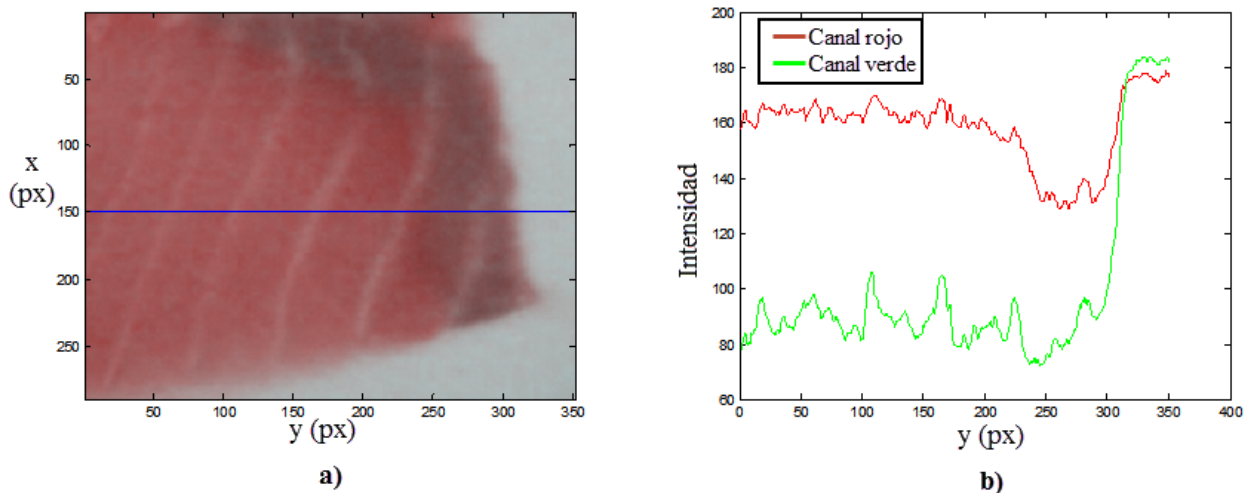 50
100
150
200
250
x
(px)
50 100 150 200 250 300 350
y (px)
a)
200
180
160
140
120
100
80
60
Intensidad
Canal rojo
Canal verde
0 50 100 150 200 250 300 350 400
y (px)
b)